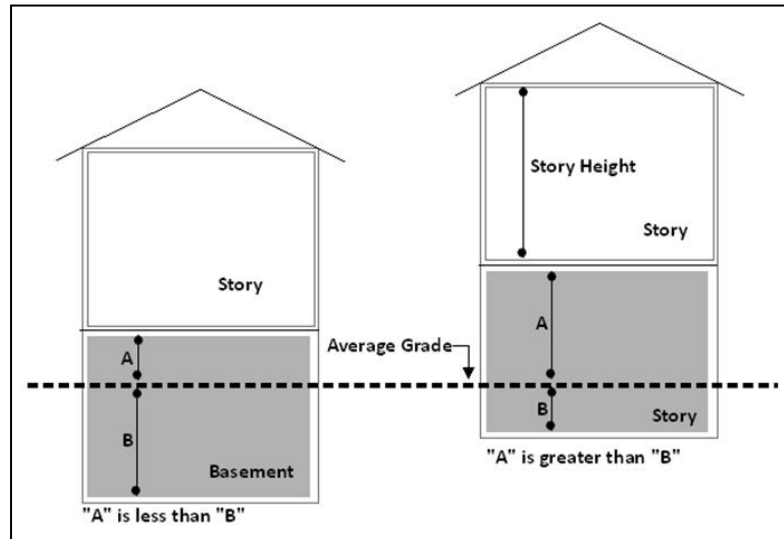 Story
A
B
Basement
"A" is less than "B"
Average Grade
Story Height
Story
A
B
Story
"A" is greater than "B"